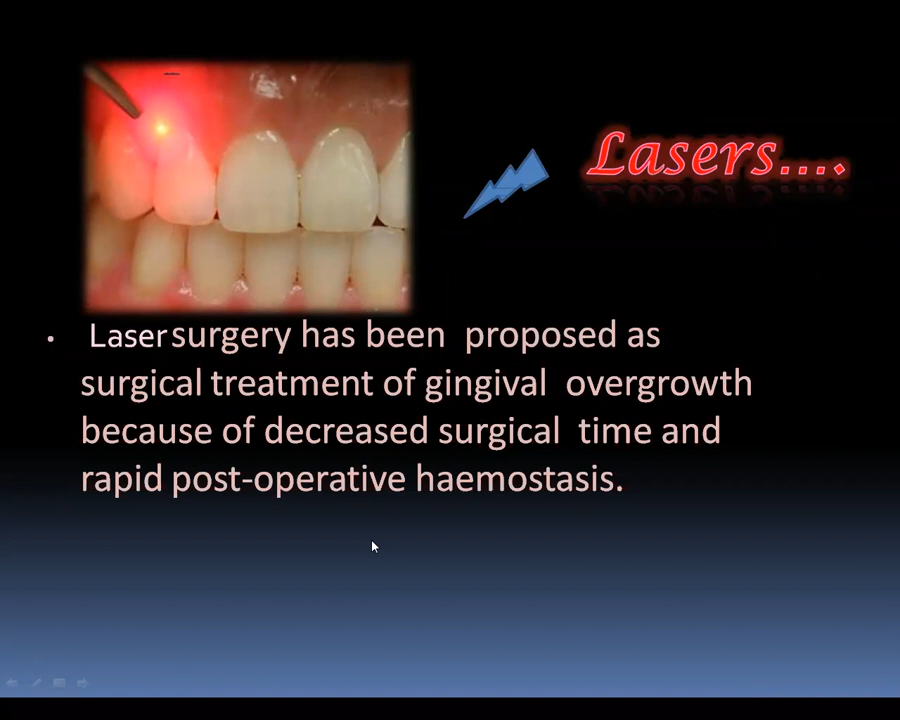 Lasers....
• Laser surgery has been proposed as
surgical treatment of gingival overgrowth
because of decreased surgical time and
rapid post-operative haemostasis.